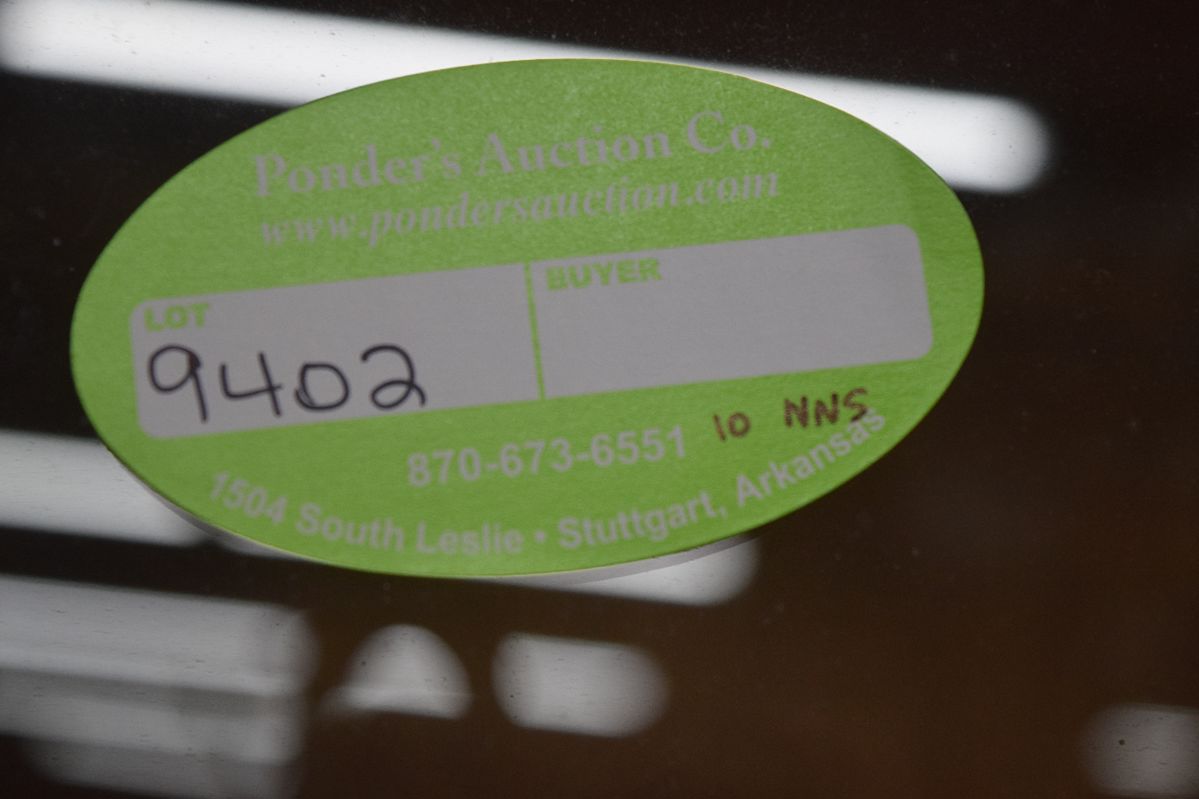 Ponder's Auction Co.
www.pondersauction.com
LOT
BUYER
9402
10 NNS
870-673-6551
1504 South Leslie • Stuttgart, Arkansas